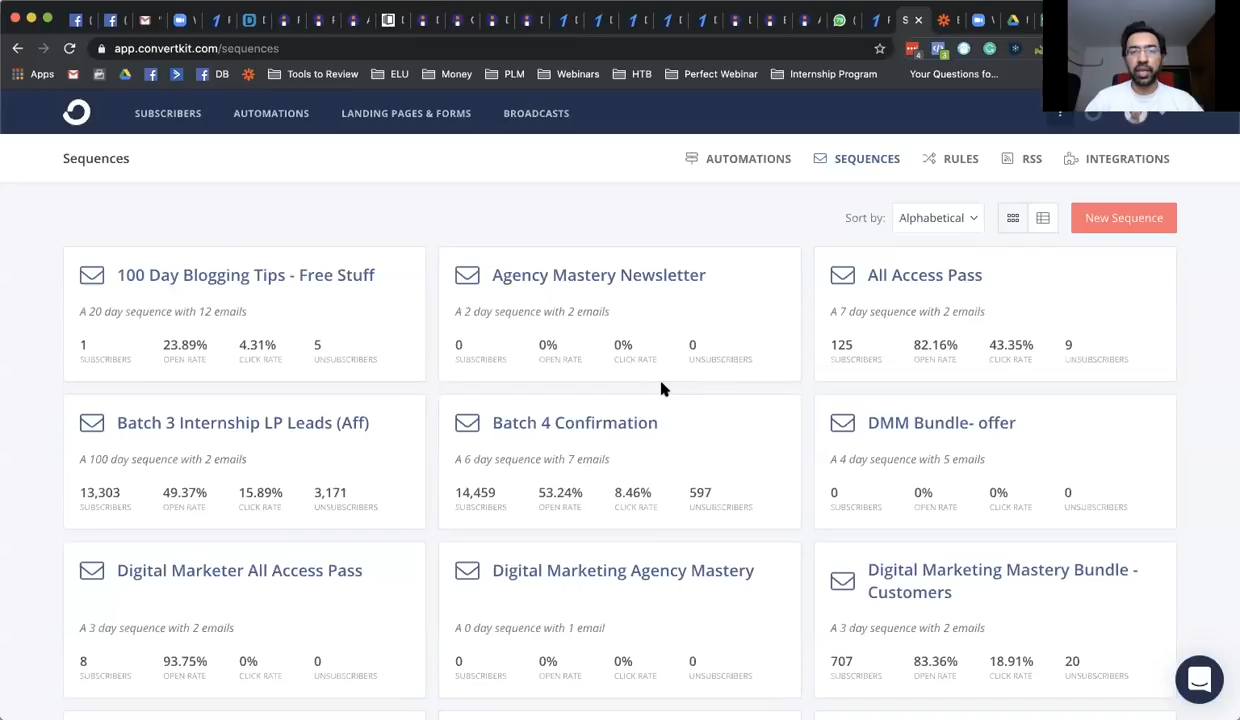 app.convertkit.com/sequences
Apps DB Tools to Review ELU Money PLM Webinars HTB Perfect Webinar Internship Program Your Questions fo...
SUBSCRIBERS AUTOMATIONS LANDING PAGES & FORMS BROADCASTS
Sequences AUTOMATIONS SEQUENCES RULES RSS INTEGRATIONS
Sort by: Alphabetical New Sequence
100 Day Blogging Tips - Free Stuff
A 20 day sequence with 12 emails
1 23.89% 4.31% 5
SUBSCRIBERS OPEN RATE CLICK RATE UNSUBSCRIBERS
Agency Mastery Newsletter
A 2 day sequence with 2 emails
0 0% 0% 0
SUBSCRIBERS OPEN RATE CLICK RATE UNSUBSCRIBERS
All Access Pass
A 7 day sequence with 2 emails
125 82.16% 43.35% 9
SUBSCRIBERS OPEN RATE CLICK RATE UNSUBSCRIBERS
Batch 3 Internship LP Leads (Aff)
A 100 day sequence with 2 emails
13,303 49.37% 15.89% 3,171
SUBSCRIBERS OPEN RATE CLICK RATE UNSUBSCRIBERS
Batch 4 Confirmation
A 6 day sequence with 7 emails
14,459 53.24% 8.46% 597
SUBSCRIBERS OPEN RATE CLICK RATE UNSUBSCRIBERS
DMM Bundle- offer
A 4 day sequence with 5 emails
0 0% 0% 0
SUBSCRIBERS OPEN RATE CLICK RATE UNSUBSCRIBERS
Digital Marketer All Access Pass
A 3 day sequence with 2 emails
8 93.75% 0% 0
SUBSCRIBERS OPEN RATE CLICK RATE UNSUBSCRIBERS
Digital Marketing Agency Mastery
A 0 day sequence with 1 email
0 0% 0% 0
SUBSCRIBERS OPEN RATE CLICK RATE UNSUBSCRIBERS
Digital Marketing Mastery Bundle -
Customers
A 3 day sequence with 2 emails
707 83.36% 18.91% 20
SUBSCRIBERS OPEN RATE CLICK RATE UNSUBSCRIBERS